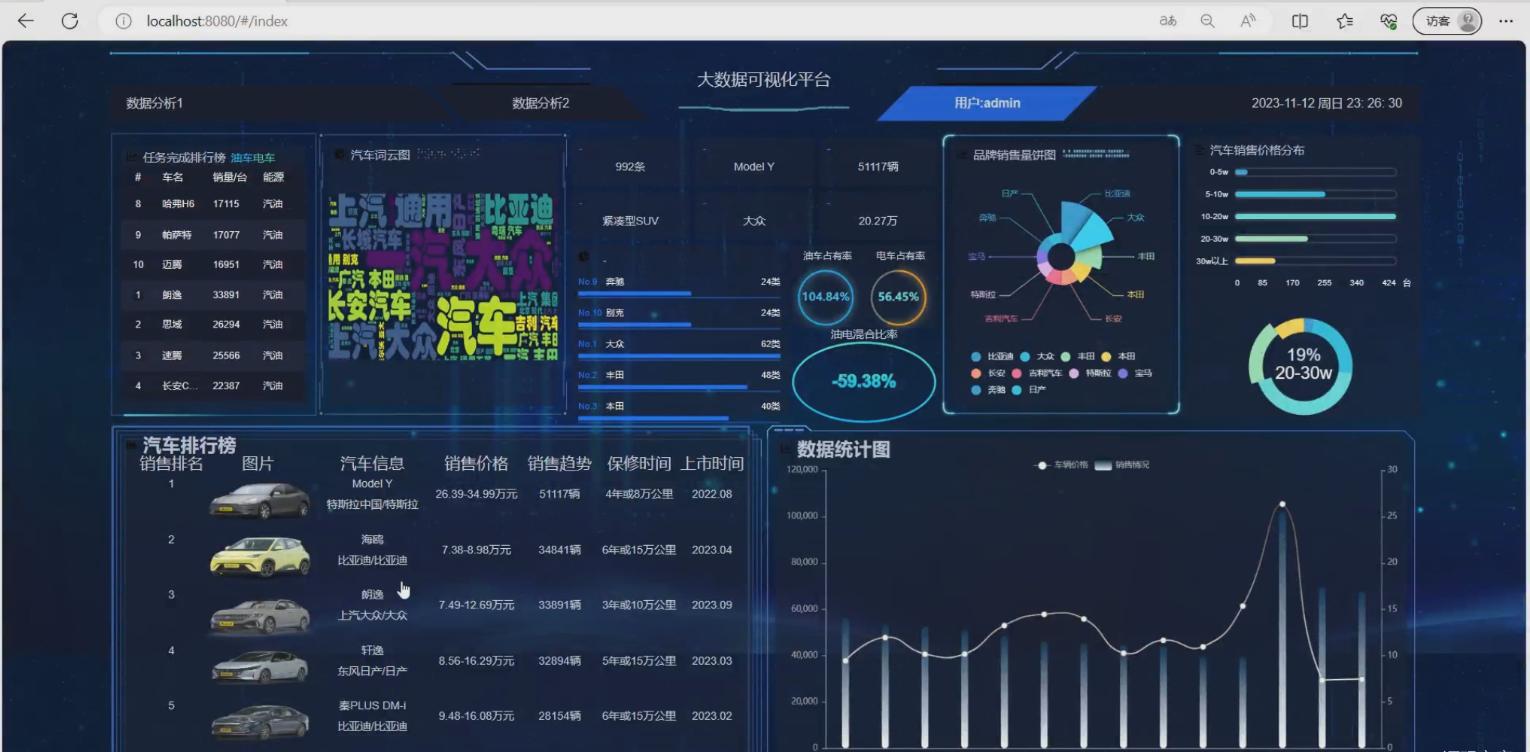 localhost:8080/#/index
访客
大数据可视化平台
数据分析1
数据分析2
用户:admin
2023-11-12 周日 23: 26: 30
任务完成排行榜 油车电车
# 车名 销量/台 能源
8 哈弗H6 17115 汽油
9 帕萨特 17077 汽油
10 迈腾 16951 汽油
1 朗逸 33891 汽油
2 思域 26294 汽油
3 速腾 25566 汽油
4 长安C... 22387 汽油
汽车词云图
上汽 通用 比亚迪
长城汽车
一汽 大众
广汽 本田
长安汽车
汽车
上汽 大众
992条 Model Y 51117辆
紧凑型SUV 大众 20.27万
No.9 奔驰 24类
No.10 别克 24类
No.1 大众 62类
No.2 丰田 48类
No.3 本田 40类
油车占有率 电车占有率
104.84% 56.45%
油电混合比率
-59.38%
品牌销售量饼图
日产 比亚迪
奔驰 大众
宝马 丰田
特斯拉 本田
吉利汽车 长安
比亚迪 大众 丰田 本田
长安 吉利汽车 特斯拉 宝马
奔驰 日产
汽车销售价格分布
0-5w
5-10w
10-20w
20-30w
30w以上
0 85 170 255 340 424 台
19%
20-30w
汽车排行榜
销售排名 图片 汽车信息 销售价格 销售趋势 保修时间 上市时间
1 Model Y 特斯拉中国/特斯拉 26.39-34.99万元 51117辆 4年或8万公里 2022.08
2 海鸥 比亚迪/比亚迪 7.38-8.98万元 34841辆 6年或15万公里 2023.04
3 朗逸 上汽大众/大众 7.49-12.69万元 33891辆 3年或10万公里 2023.09
4 轩逸 东风日产/日产 8.56-16.29万元 32894辆 5年或15万公里 2023.03
5 秦PLUS DM-i 比亚迪/比亚迪 9.48-16.08万元 28154辆 6年或15万公里 2023.02
数据统计图
车辆价格 销售情况
120,000 30
100,000 25
80,000 20
60,000 15
40,000 10
20,000 5
0 0